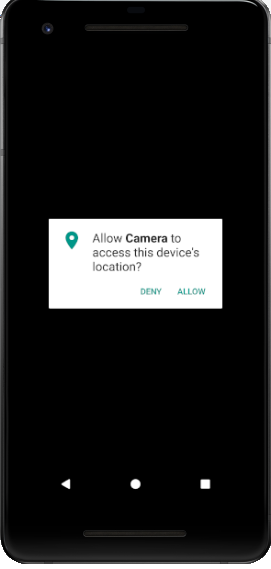 Allow Camera to
access this device's
location?
DENY ALLOW